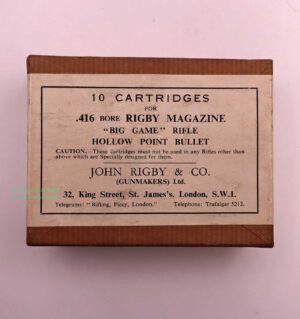 10 CARTRIDGES
FOR
.416 BORE RIGBY MAGAZINE
"BIG GAME" RIFLE
HOLLOW POINT BULLET
CAUTION.—These cartridges must not be used in any Rifles other than
above which are Specially designed for them.
JOHN RIGBY & CO.
(GUNMAKERS) Ltd.
32, King Street, St. James's, London, S.W.1.
Telegrams: "Rifling, Piccy, London." Telephone: Trafalgar 5212.